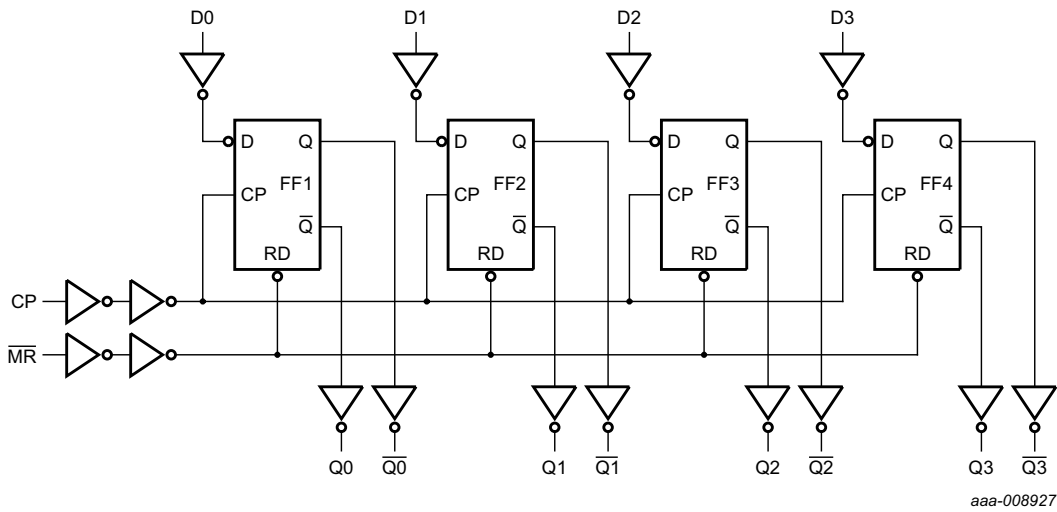 D0 D1 D2 D3
D Q D Q D Q D Q
FF1 FF2 FF3 FF4
CP CP CP CP
Q̅ Q̅ Q̅ Q̅
RD RD RD RD
CP
M̅R̅
Q0 Q̅0̅ Q1 Q̅1̅ Q2 Q̅2̅ Q3 Q̅3̅
aaa-008927